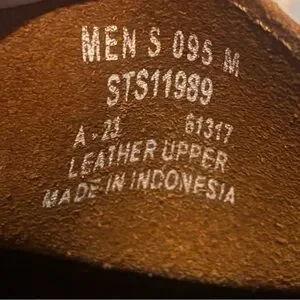 MEN S 095 M
STS11989
A-23 61317
LEATHER UPPER
MADE IN INDONESIA